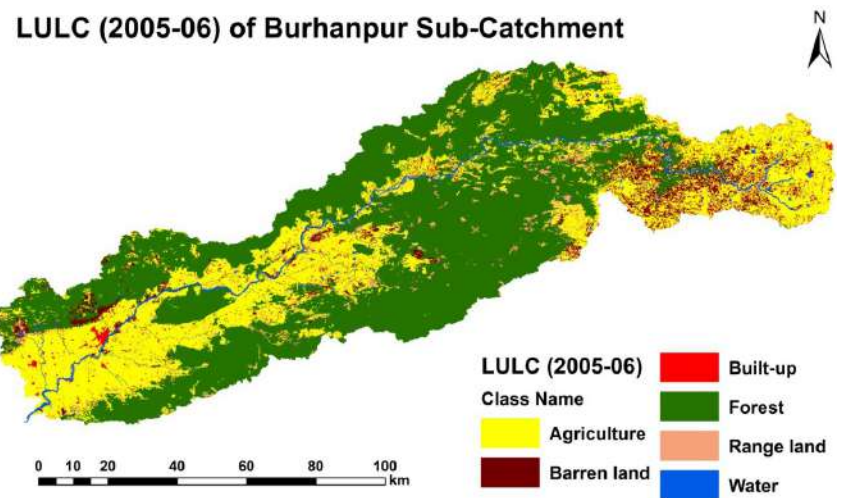 LULC (2005-06) of Burhanpur Sub-Catchment
N
LULC (2005-06)
Class Name
Agriculture
Barren land
Built-up
Forest
Range land
Water
0 10 20 40 60 80 100
km